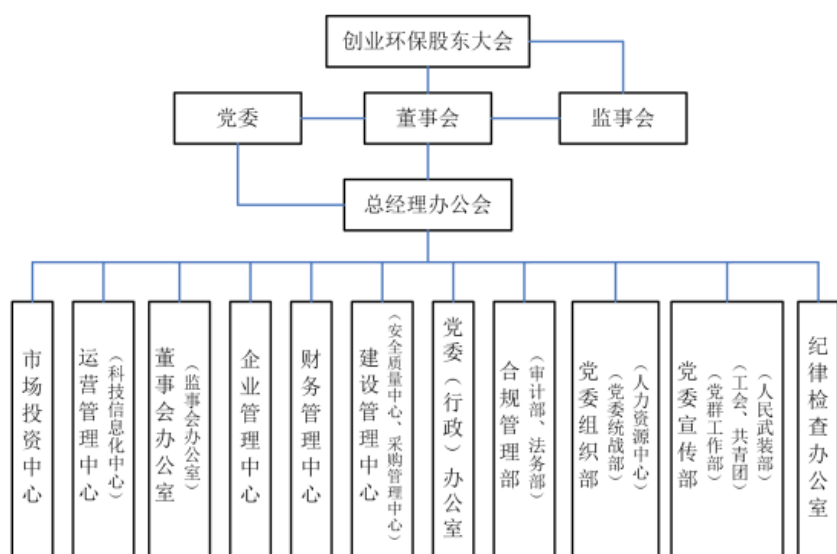 创业环保股东大会
党委
董事会
监事会
总经理办公会
市场投资中心
运营管理中心
（科技信息化中心）
董事会办公室
（监事会办公室）
企业管理中心
财务管理中心
建设管理中心
（安全质量中心、采购管理中心）
党委（行政）办公室
合规管理部
（审计部、法务部）
党委组织部
（党委统战部）
（人力资源中心）
党委宣传部
（党群工作部）
（工会、共青团）
（人民武装部）
纪律检查办公室